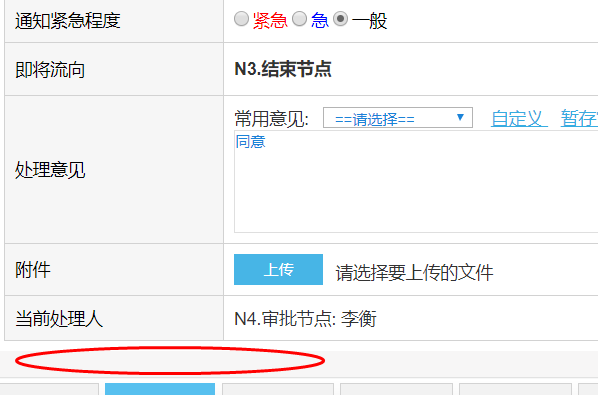 通知紧急程度 紧急 急 一般
即将流向 N3.结束节点
常用意见: ==请选择== 自定义 暂存
处理意见 同意
附件 上传 请选择要上传的文件
当前处理人 N4.审批节点: 李衡